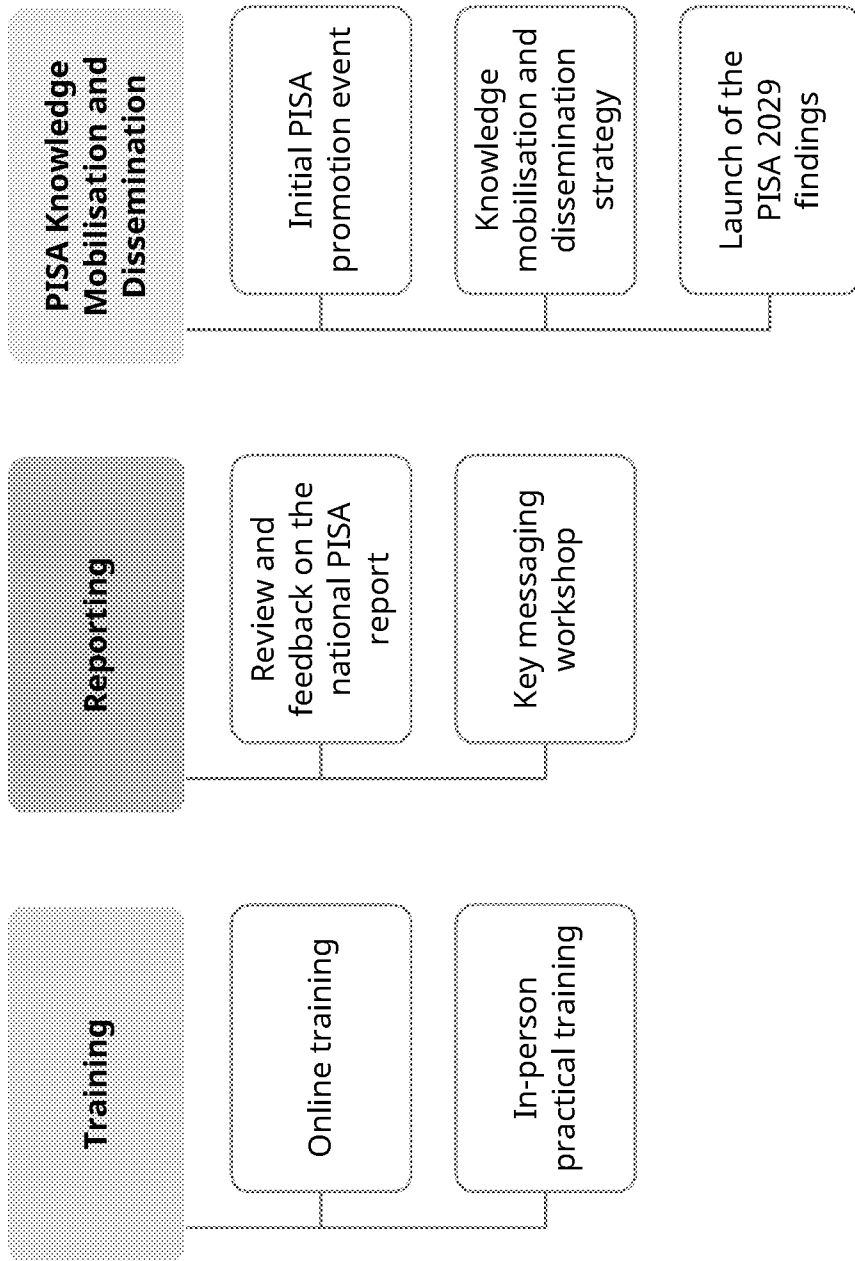 Training
Online training
In-person
practical training
Reporting
Review and
feedback on the
national PISA
report
Key messaging
workshop
PISA Knowledge
Mobilisation and
Dissemination
Initial PISA
promotion event
Knowledge
mobilisation and
dissemination
strategy
Launch of the
PISA 2029
findings